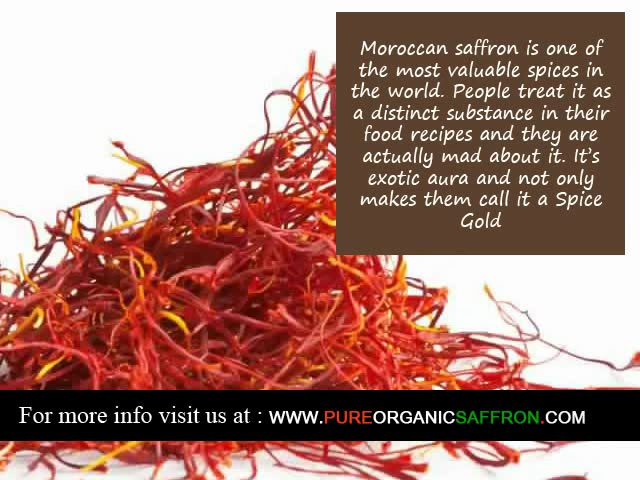 Moroccan saffron is one of
the most valuable spices in
the world. People treat it as
a distinct substance in their
food recipes and they are
actually mad about it. It's
exotic aura and not only
makes them call it a Spice
Gold
For more info visit us at : WWW.PUREORGANICSAFFRON.COM